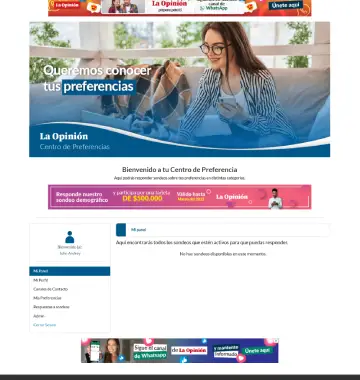 La Opinión
canal de
WhatsApp
Únete aquí
Queremos conocer
tus preferencias
La Opinión
Centro de Preferencias
Bienvenido a tu Centro de Preferencia
Aquí podrás responder sondeos sobre tus preferencias en distintas categorías.
Responde nuestro
sondeo demográfico
y participa por una tarjeta
DE $500.000
Válido hasta
La Opinión
Mi panel
Bienvenido(a)
Aquí encontrarás todos los sondeos que estén activos para que puedas responder.
No hay sondeos disponibles en este momento.
Mi Panel
Mi Perfil
Canales de Contacto
Mis Preferencias
Respuestas a sondeos
Cerrar Sesión
Sigue el
canal de
Whatsapp
de La Opinión
y mantente
informado
Únete aquí